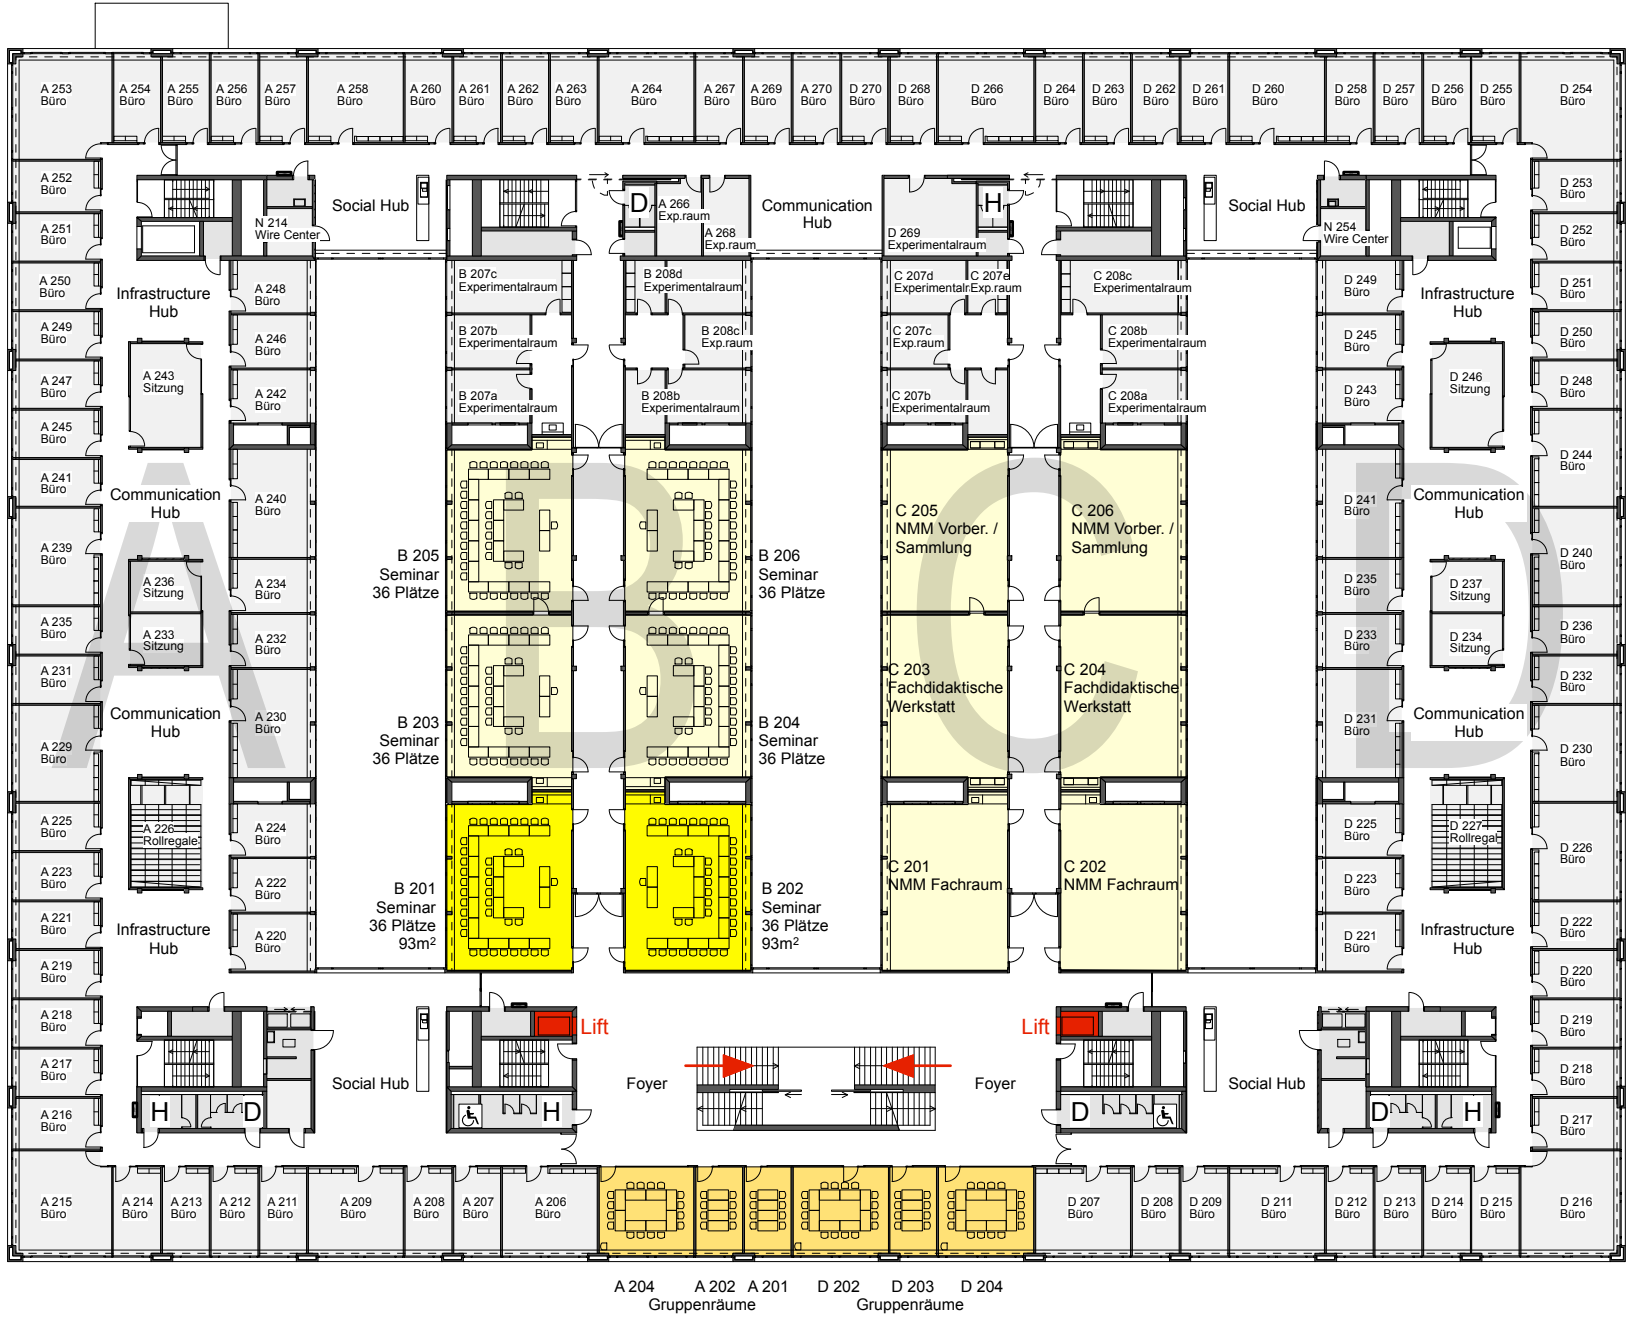 A 253
Büro
A 254
Büro
A 255
Büro
A 256
Büro
A 257
Büro
A 258
Büro
A 260
Büro
A 261
Büro
A 262
Büro
A 263
Büro
A 264
Büro
A 267
Büro
A 269
Büro
A 270
Büro
D 270
Büro
D 268
Büro
D 266
Büro
D 264
Büro
D 263
Büro
D 262
Büro
D 261
Büro
D 260
Büro
D 258
Büro
D 257
Büro
D 256
Büro
D 255
Büro
D 254
Büro
A 252
Büro
A 251
Büro
A 250
Büro
A 249
Büro
A 247
Büro
A 245
Büro
A 241
Büro
A 239
Büro
A 235
Büro
A 231
Büro
A 229
Büro
A 225
Büro
A 223
Büro
A 221
Büro
A 219
Büro
A 218
Büro
A 217
Büro
A 216
Büro
A 215
Büro
N 214
Wire Center
Infrastructure
Hub
A 243
Sitzung
Communication
Hub
A 236
Sitzung
A 233
Sitzung
Communication
Hub
A 226
Rollregale
Infrastructure
Hub
H
D
A 248
Büro
A 246
Büro
A 242
Büro
A 240
Büro
A 234
Büro
A 232
Büro
A 230
Büro
A 224
Büro
A 222
Büro
A 220
Büro
A
Social Hub
Social Hub
D
A 266
Exp.raum
A 268
Exp.raum
Communication
Hub
D 269
Experimentalraum
H
B 207c
Experimentalraum
B 207b
Experimentalraum
B 207a
Experimentalraum
B 208d
Experimentalraum
B 208c
Exp.raum
B 208b
Experimentalraum
B 205
Seminar
36 Plätze
B 206
Seminar
36 Plätze
B 203
Seminar
36 Plätze
B 204
Seminar
36 Plätze
B 201
Seminar
36 Plätze
93m²
B 202
Seminar
36 Plätze
93m²
B
C 207d
Experimentalr
C 207e
Exp.raum
C 207c
Exp.raum
C 207b
Experimentalraum
C 208c
Experimentalraum
C 208b
Experimentalraum
C 208a
Experimentalraum
C 205
NMM Vorber. /
Sammlung
C 206
NMM Vorber. /
Sammlung
C 203
Fachdidaktische
Werkstatt
C 204
Fachdidaktische
Werkstatt
C 201
NMM Fachraum
C 202
NMM Fachraum
C
Lift
Lift
Foyer
Foyer
H
D
Social Hub
Social Hub
N 254
Wire Center
D 249
Büro
D 245
Büro
D 243
Büro
D 241
Büro
D 235
Büro
D 233
Büro
D 231
Büro
D 225
Büro
D 223
Büro
D 221
Büro
D
Infrastructure
Hub
D 246
Sitzung
Communication
Hub
D 237
Sitzung
D 234
Sitzung
Communication
Hub
D 227
Rollregal
Infrastructure
Hub
D
H
D 253
Büro
D 252
Büro
D 251
Büro
D 250
Büro
D 248
Büro
D 244
Büro
D 240
Büro
D 236
Büro
D 232
Büro
D 230
Büro
D 226
Büro
D 222
Büro
D 220
Büro
D 219
Büro
D 218
Büro
D 217
Büro
D 216
Büro
A 214
Büro
A 213
Büro
A 212
Büro
A 211
Büro
A 209
Büro
A 208
Büro
A 207
Büro
A 206
Büro
D 207
Büro
D 208
Büro
D 209
Büro
D 211
Büro
D 212
Büro
D 213
Büro
D 214
Büro
D 215
Büro
A 204
A 202
A 201
D 202
D 203
D 204
Gruppenräume
Gruppenräume